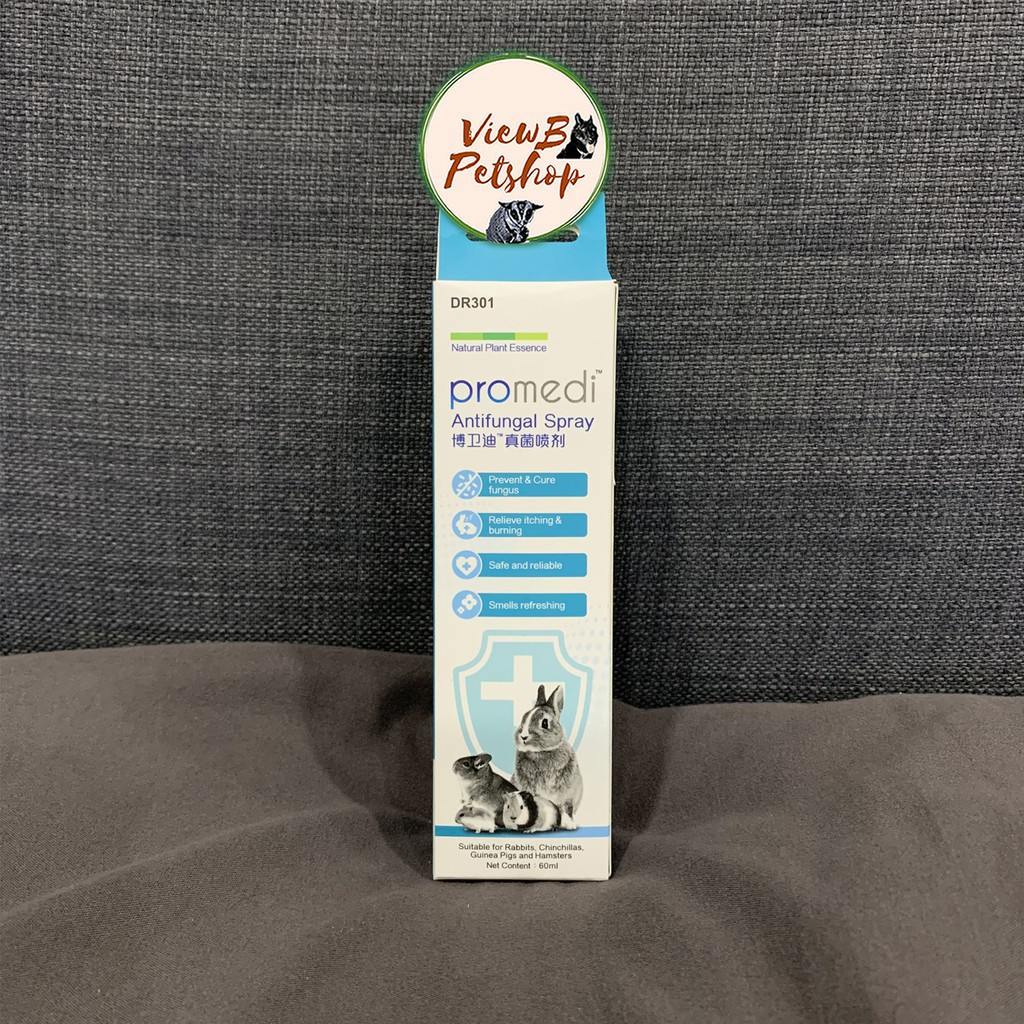 ViewB
Petshop
DR301
Natural Plant Essence
promedi™
Antifungal Spray
博卫迪™真菌喷剂
Prevent & Cure
fungus
Relieve itching &
burning
Safe and reliable
Smells refreshing
Suitable for Rabbits, Chinchillas,
Guinea Pigs and Hamsters
Net Content : 60ml